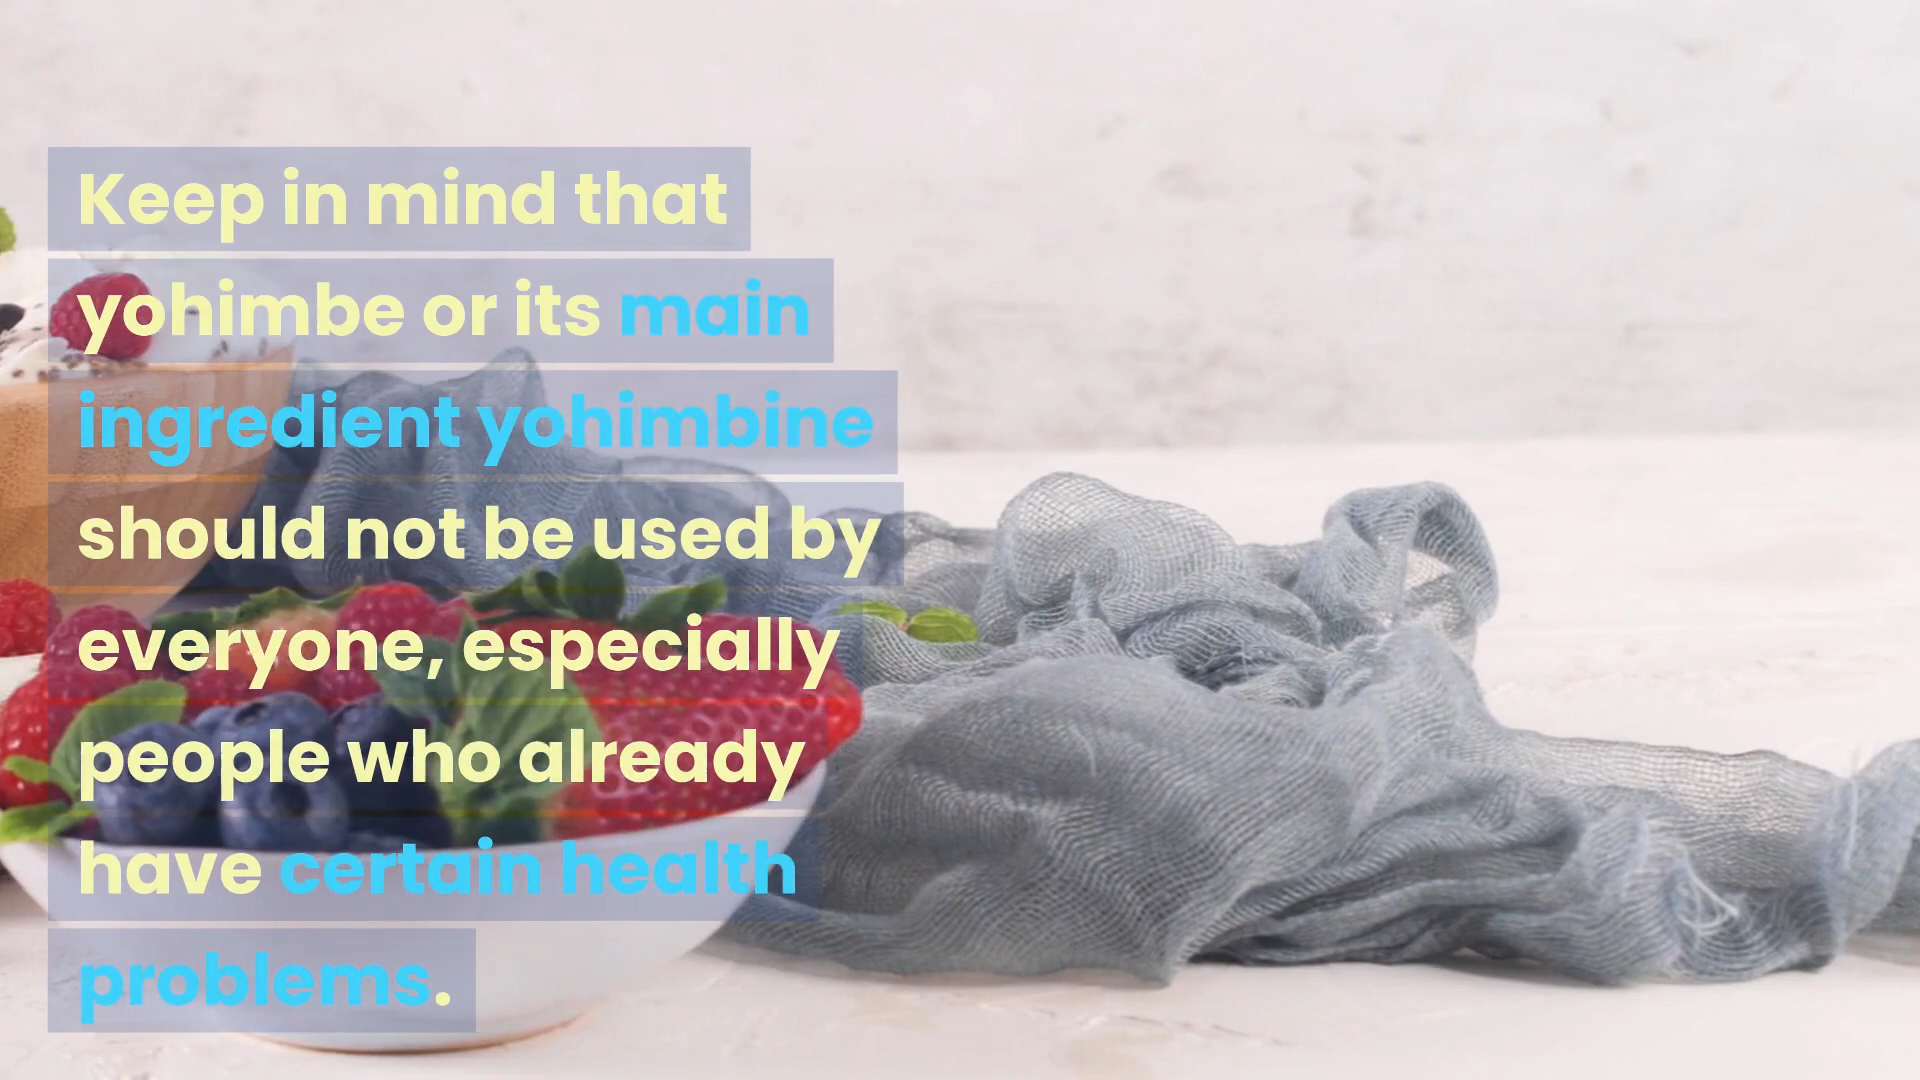 Keep in mind that
yohimbe or its main
ingredient yohimbine
should not be used by
everyone, especially
people who already
have certain health
problems.